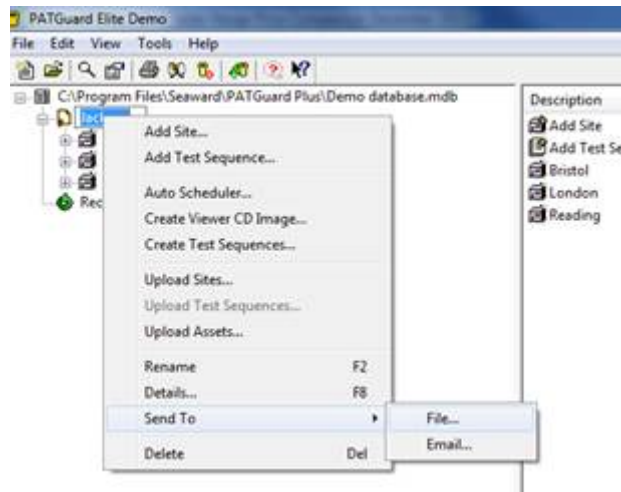 PATGuard Elite Demo
File Edit View Tools Help
C:\Program Files\Seaward\PATGuard Plus\Demo database.mdb
Description
Add Site
Add Test Se
Bristol
London
Reading
Jack
Rec
Add Site...
Add Test Sequence...
Auto Scheduler...
Create Viewer CD Image...
Create Test Sequences...
Upload Sites...
Upload Test Sequences...
Upload Assets...
Rename F2
Details... F8
Send To
Delete Del
File...
Email...